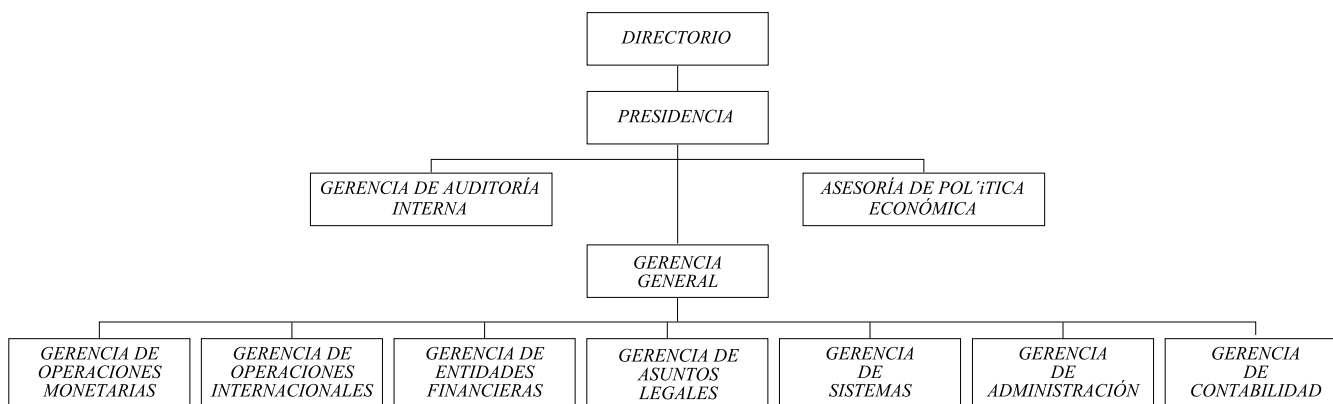 DIRECTORIO
PRESIDENCIA
GERENCIA DE AUDITORÍA
INTERNA
ASESORÍA DE POL´iTICA
ECONÓMICA
GERENCIA
GENERAL
GERENCIA DE
OPERACIONES
MONETARIAS
GERENCIA DE
OPERACIONES
INTERNACIONALES
GERENCIA DE
ENTIDADES
FINANCIERAS
GERENCIA DE
ASUNTOS
LEGALES
GERENCIA
DE
SISTEMAS
GERENCIA
DE
ADMINISTRACIÓN
GERENCIA
DE
CONTABILIDAD